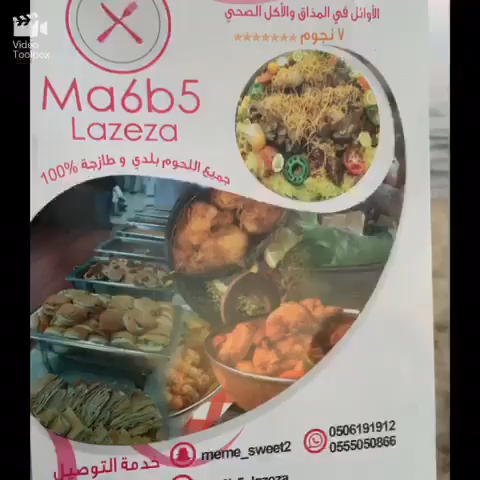 الأوائل في المذاق والأكل الصحي
٧ نجوم *******
Video
Toolbox
Ma6b5
Lazeza
جميع اللحوم بلدي و طازجة %100
meme_sweet2
0506191912
0555050866
خدمة التوصيل